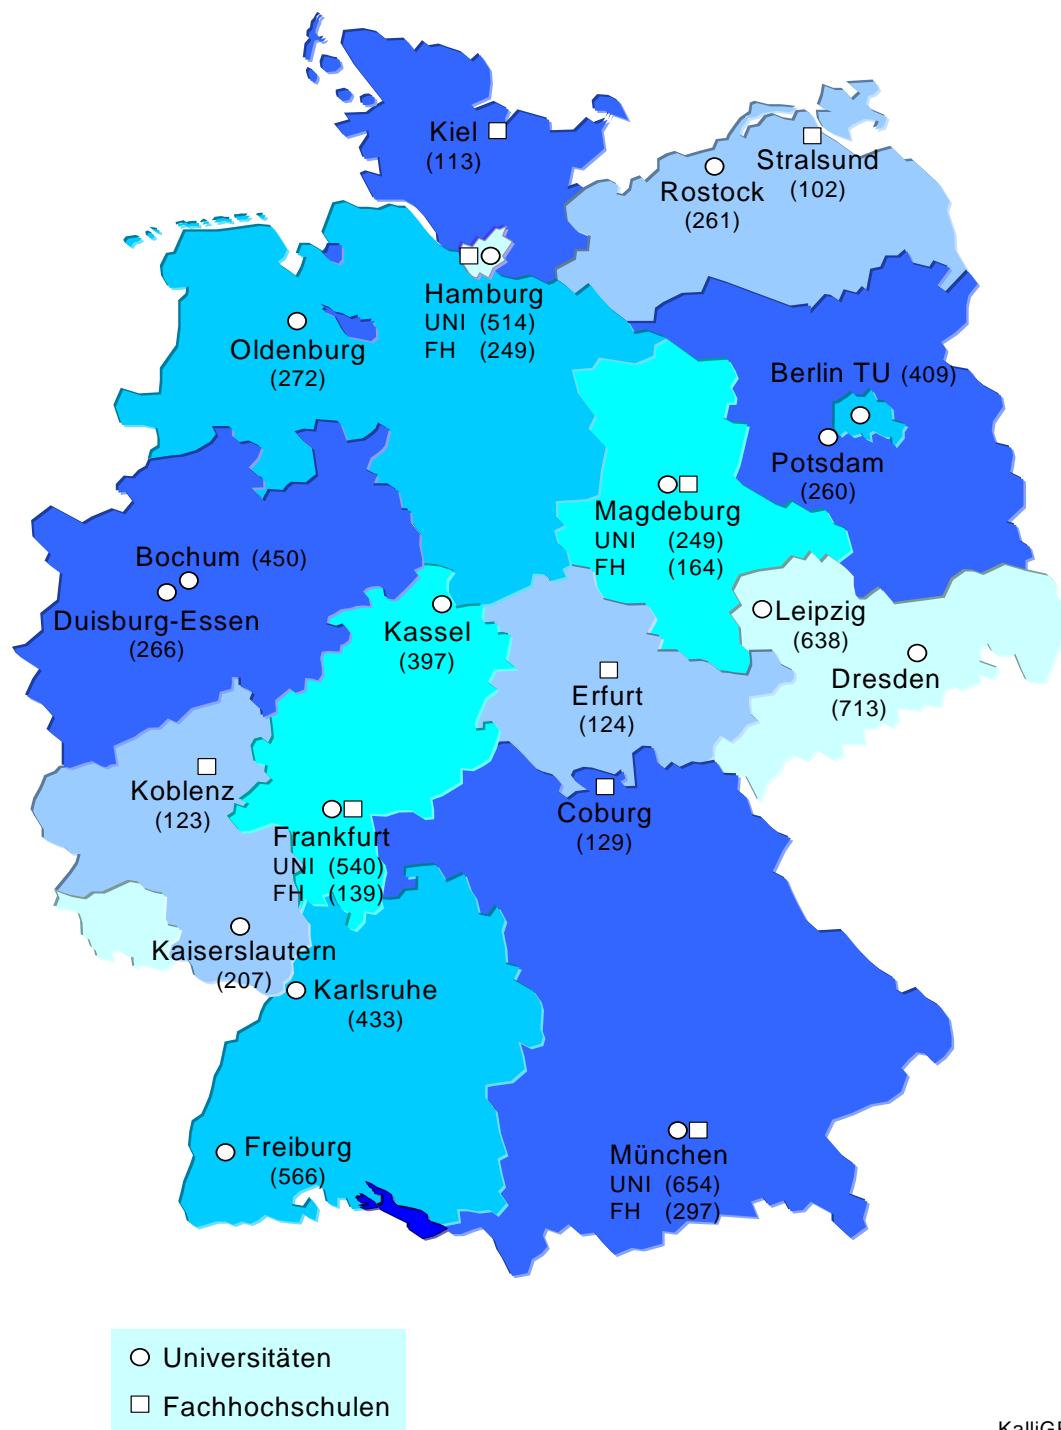 Kiel
(113)
Stralsund
(102)
Rostock
(261)
Hamburg
UNI (514)
FH (249)
Oldenburg
(272)
Berlin TU (409)
Potsdam
(260)
Magdeburg
UNI (249)
FH (164)
Bochum (450)
Duisburg-Essen
(266)
Kassel
(397)
Leipzig
(638)
Dresden
(713)
Erfurt
(124)
Koblenz
(123)
Coburg
(129)
Frankfurt
UNI (540)
FH (139)
Kaiserslautern
(207)
Karlsruhe
(433)
Freiburg
(566)
München
UNI (654)
FH (297)
Universitäten
Fachhochschulen